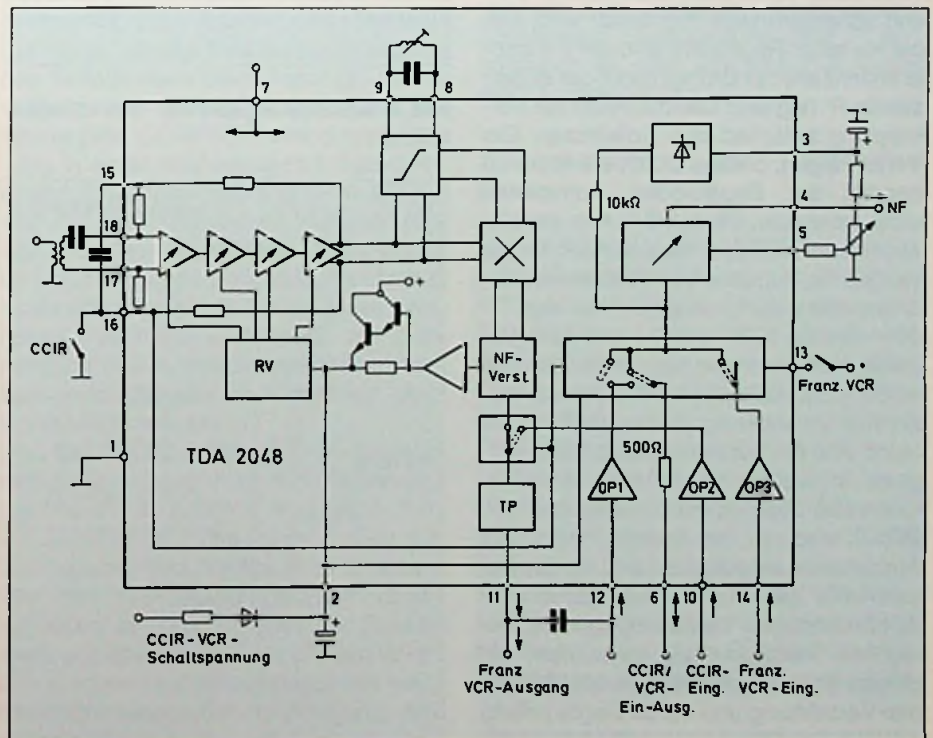 7
9
8
3
15
10kΩ
4
NF
18
5
17
16
CCIR
RV
NF-
Verst.
13
Franz. VCR
1
TDA 2048
500Ω
OP1
OP2
OP3
TP
2
11
12
6
10
14
CCIR-VCR-
Schaltspannung
Franz
VCR-Ausgang
CCIR/
VCR-
Ein-Ausg.
CCIR-
Eing.
Franz.
VCR-Eing.